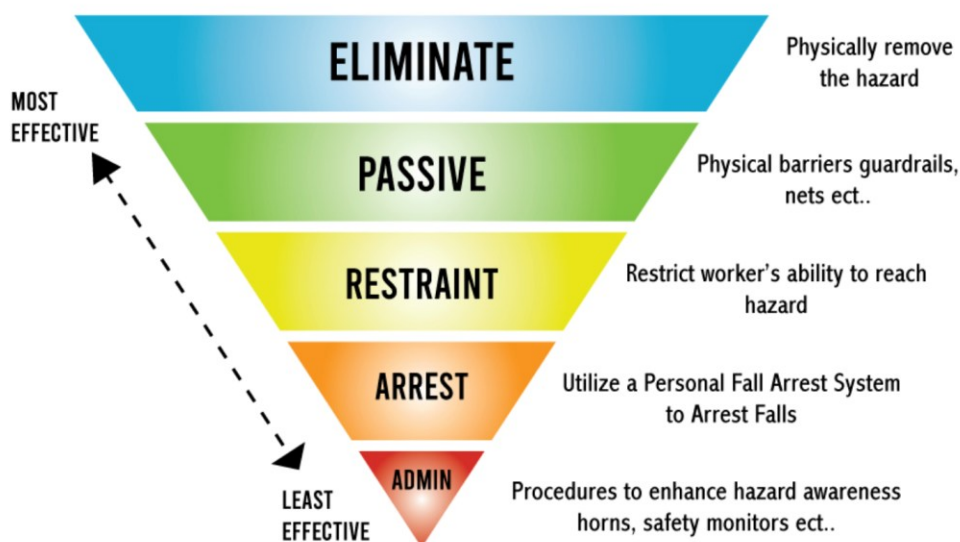 ELIMINATE
Physically remove
the hazard
MOST
EFFECTIVE
PASSIVE
Physical barriers guardrails,
nets ect..
RESTRAINT
Restrict worker's ability to reach
hazard
ARREST
Utilize a Personal Fall Arrest System
to Arrest Falls
ADMIN
Procedures to enhance hazard awareness
horns, safety monitors ect..
LEAST
EFFECTIVE